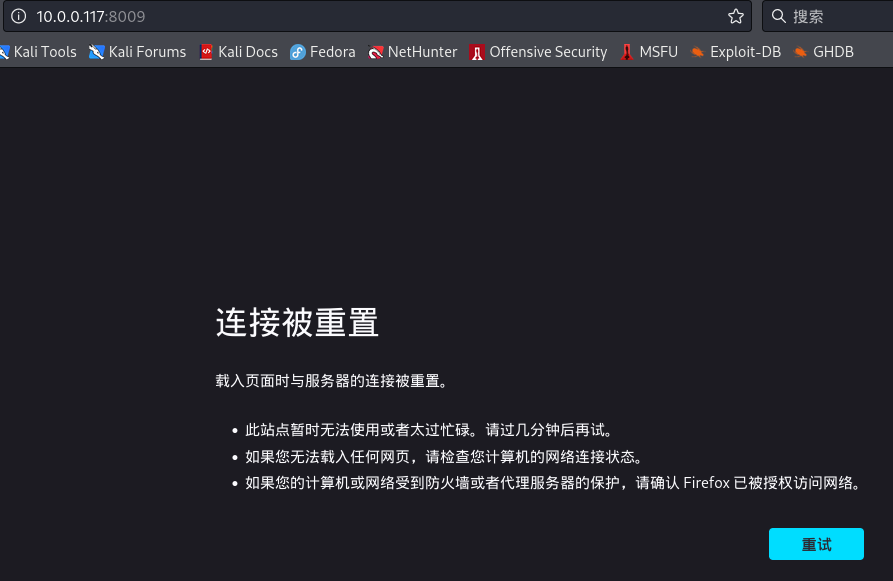 10.0.0.117:8009
搜索
Kali Tools Kali Forums Kali Docs Fedora NetHunter Offensive Security MSFU Exploit-DB GHDB
连接被重置
载入页面时与服务器的连接被重置。
此站点暂时无法使用或者太过忙碌。请过几分钟后再试。
如果您无法载入任何网页，请检查您计算机的网络连接状态。
如果您的计算机或网络受到防火墙或者代理服务器的保护，请确认 Firefox 已被授权访问网络。
重试